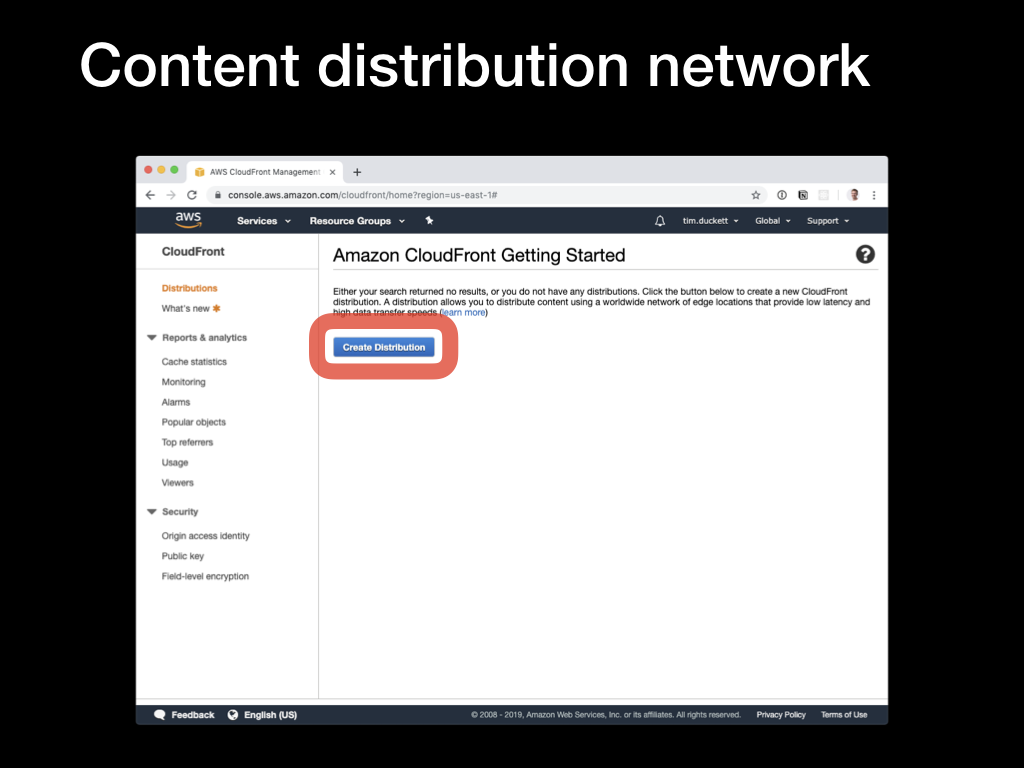 Content distribution network
AWS CloudFront Management
console.aws.amazon.com/cloudfront/home?region=us-east-1#
aws
Services
Resource Groups
tim.duckett
Global
Support
CloudFront
Distributions
What's new
Reports & analytics
Cache statistics
Monitoring
Alarms
Popular objects
Top referrers
Usage
Viewers
Security
Origin access identity
Public key
Field-level encryption
Amazon CloudFront Getting Started
?
Either your search returned no results, or you do not have any distributions. Click the button below to create a new CloudFront
distribution. A distribution allows you to distribute content using a worldwide network of edge locations that provide low latency and
high data transfer speeds (learn more)
Create Distribution
Feedback
English (US)
© 2008 - 2019, Amazon Web Services, Inc. or its affiliates. All rights reserved.
Privacy Policy
Terms of Use